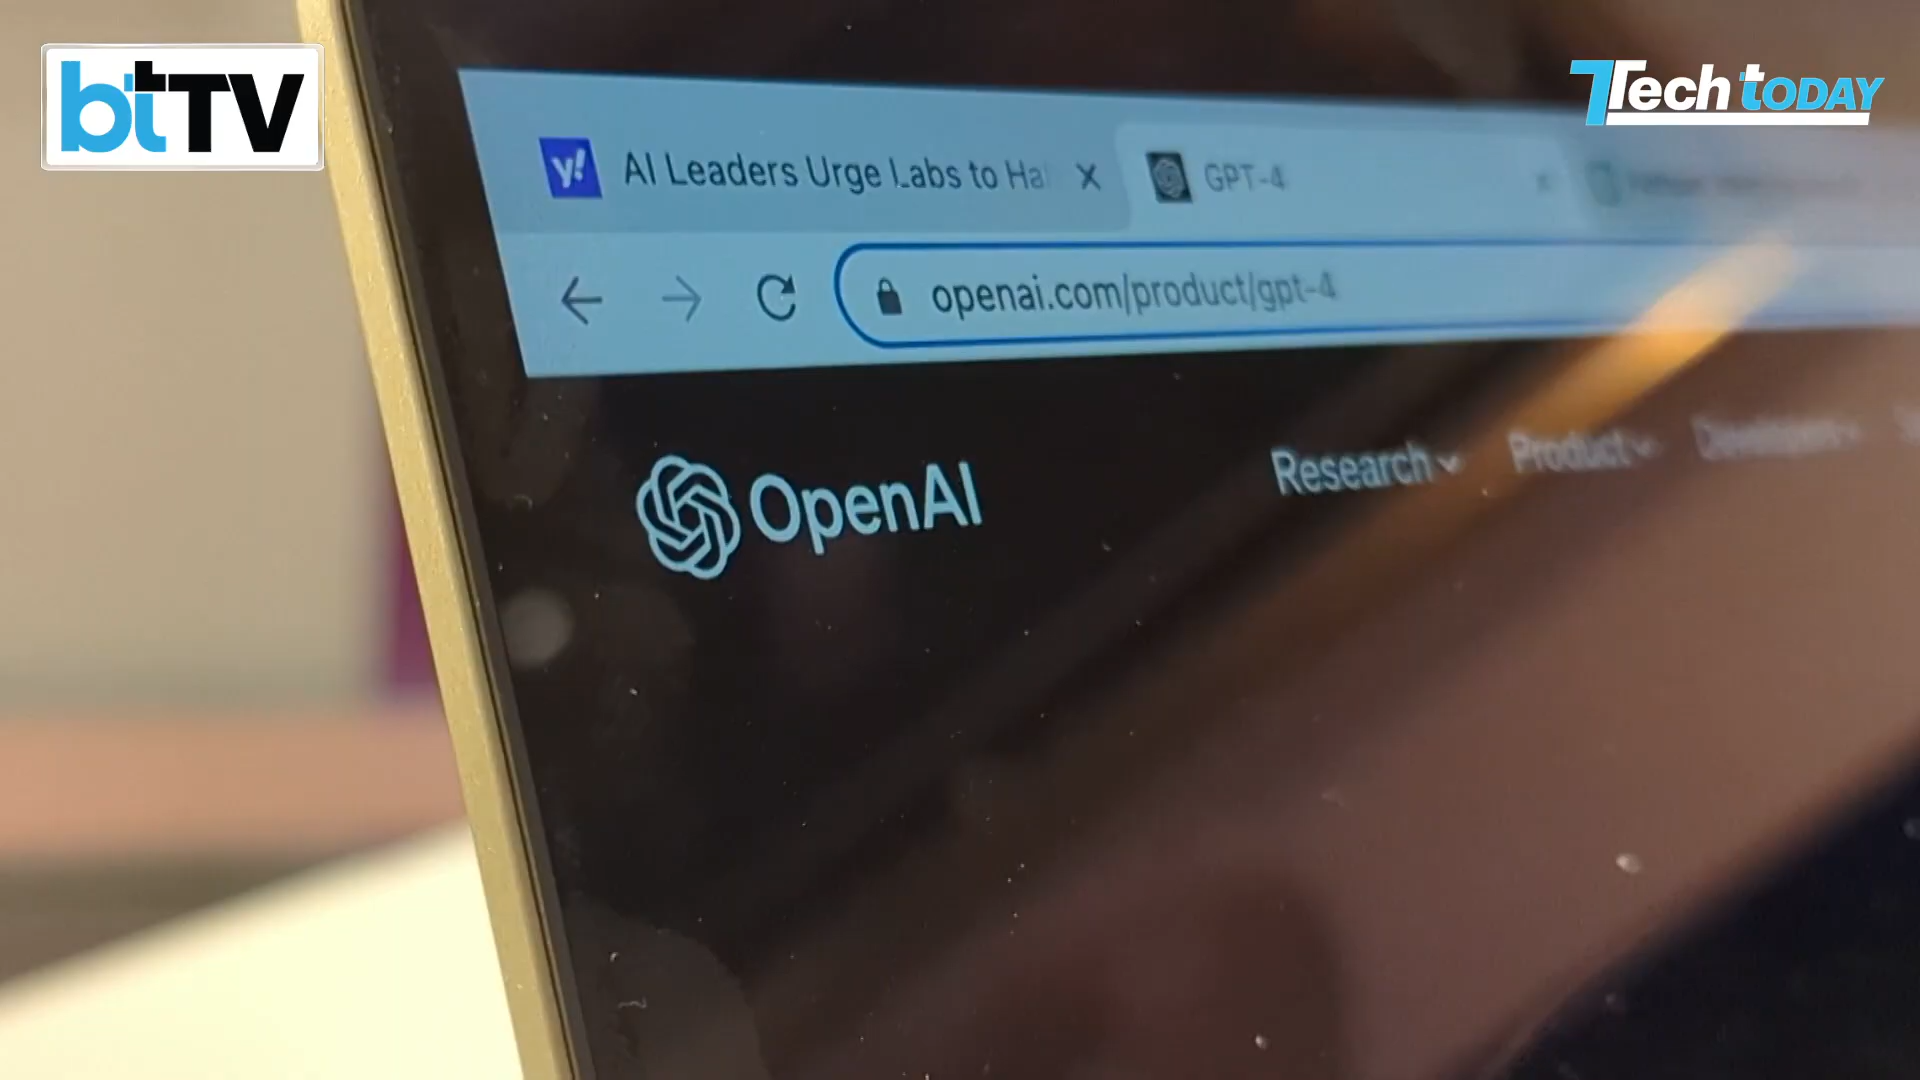 btTV
Tech today
y! AI Leaders Urge Labs to Ha
GPT-4
openai.com/product/gpt-4
OpenAI
Research
Product
Developers